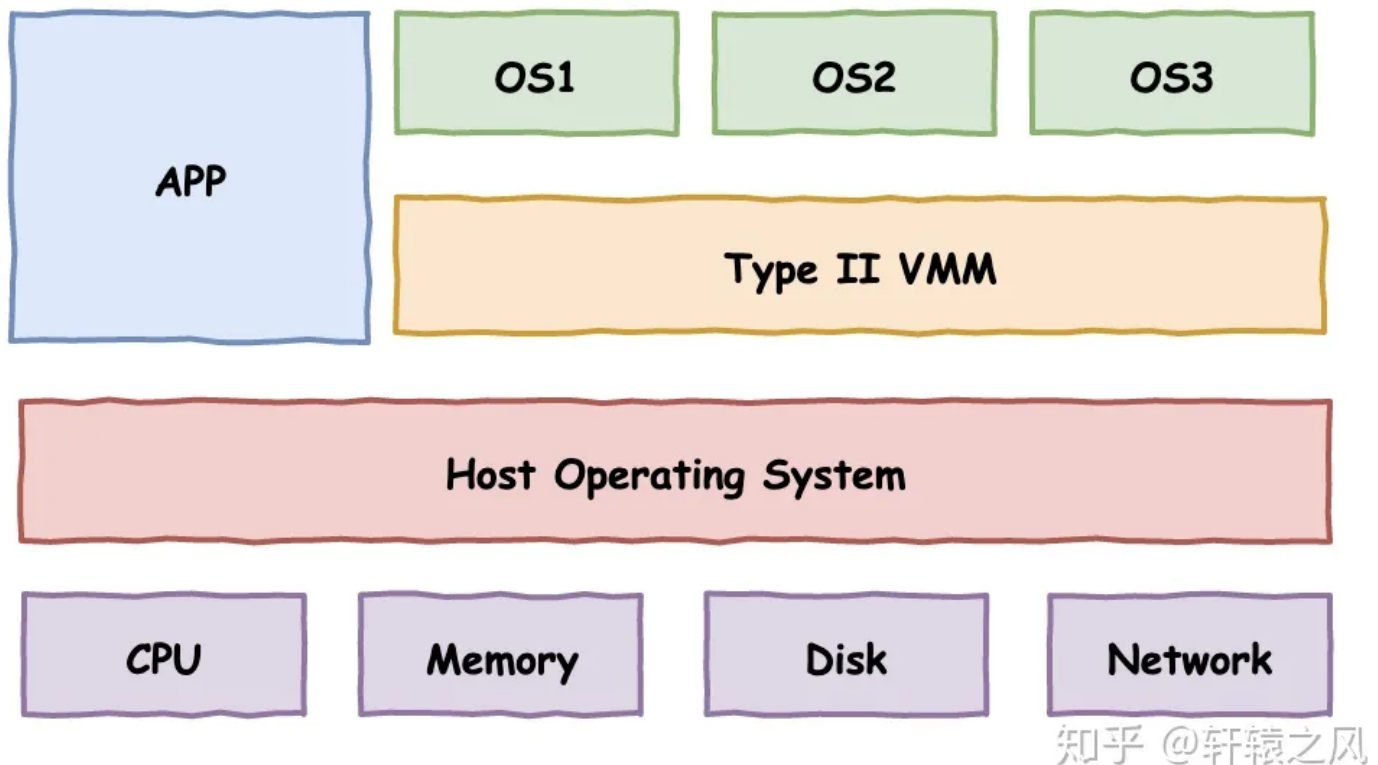 OS1
OS2
OS3
APP
Type II VMM
Host Operating System
CPU
Memory
Disk
Network
知乎 @轩辕之风